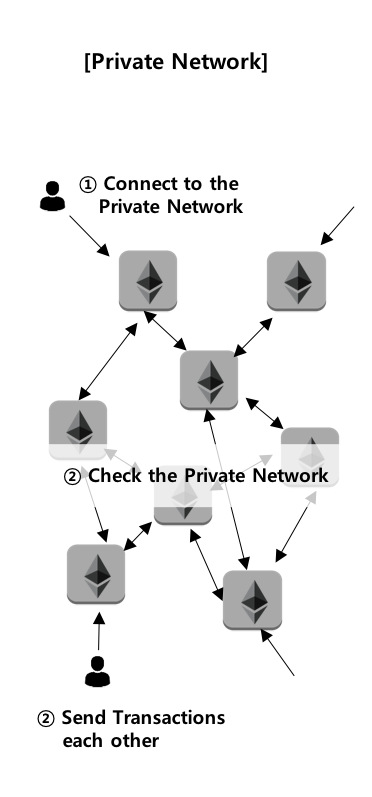 [Private Network]
① Connect to the
Private Network
② Check the Private Network
② Send Transactions
each other